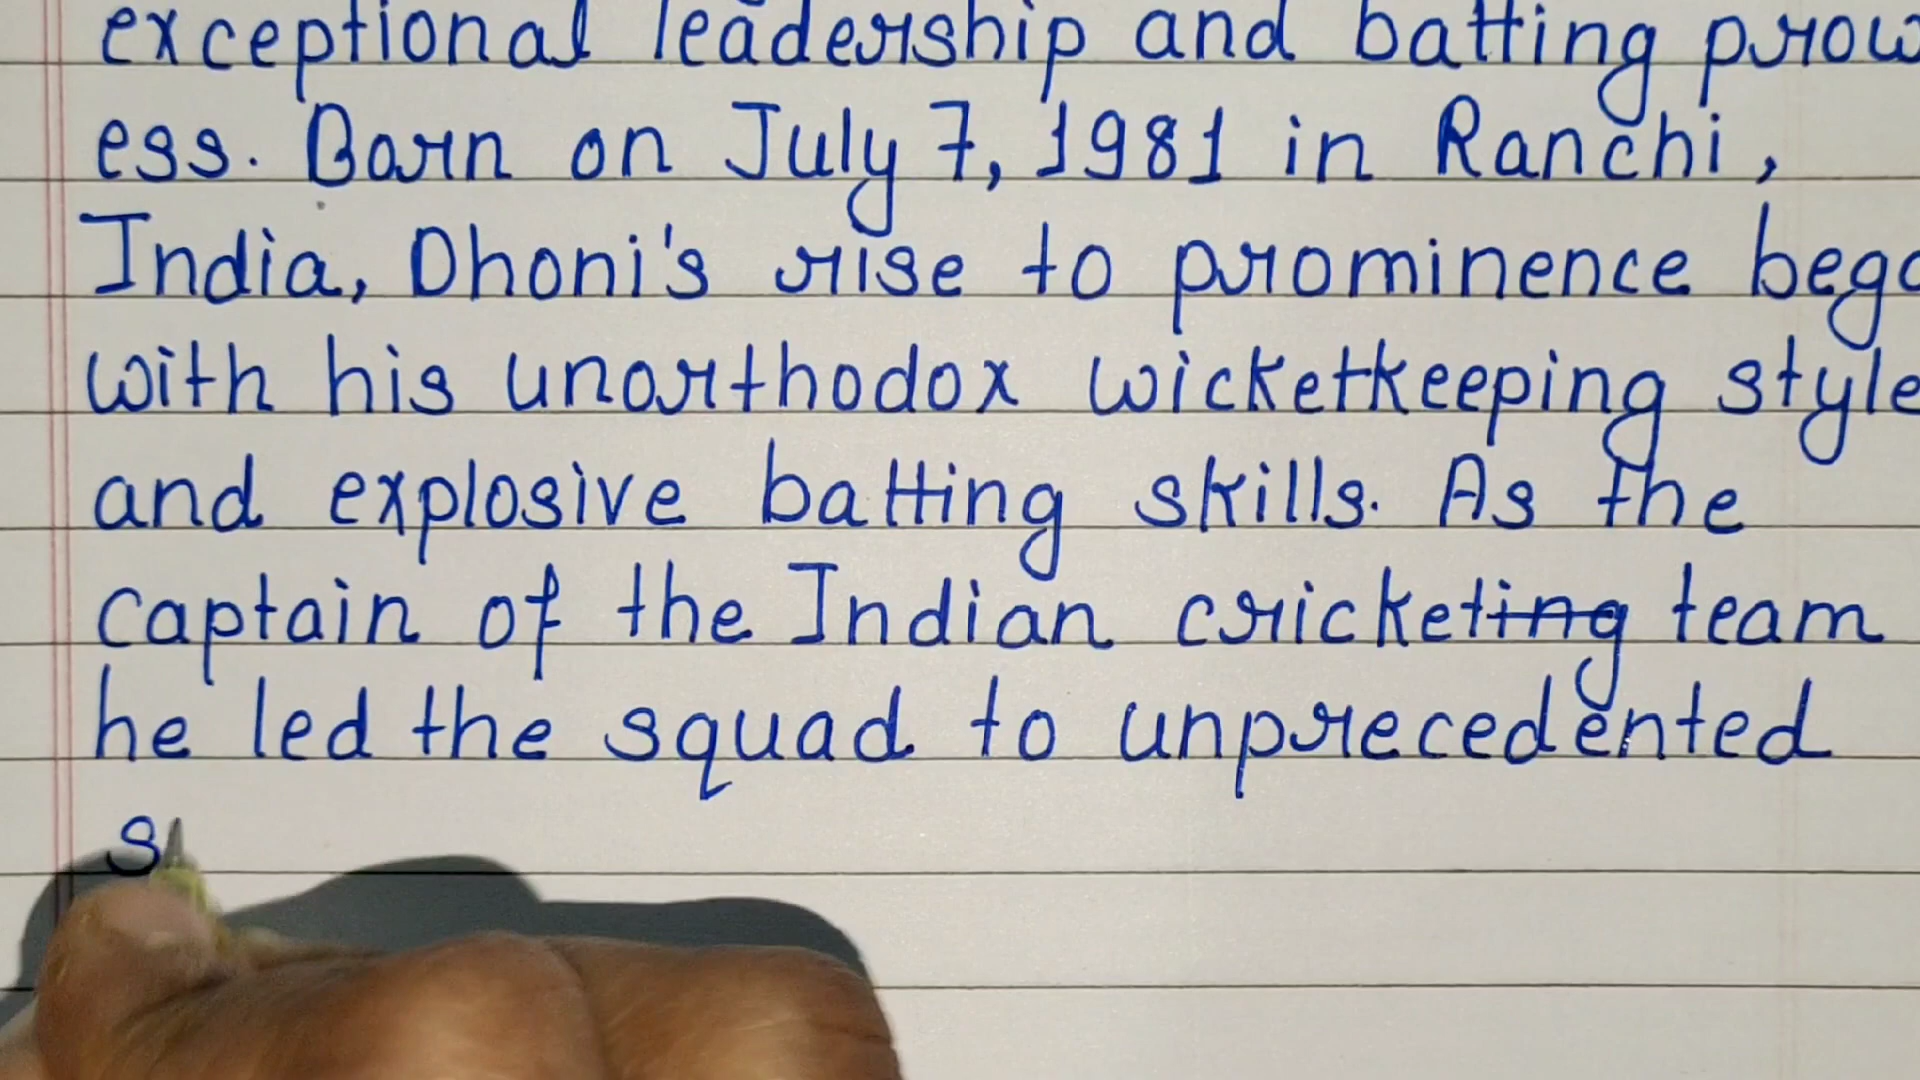 exceptional leadership and batting prow
ess. Born on July 7, 1981 in Ranchi,
India, Dhoni's rise to prominence bega
with his unorthodox wicketkeeping style
and explosive batting skills. As the
captain of the Indian cricketing team
he led the squad to unprecedented
s